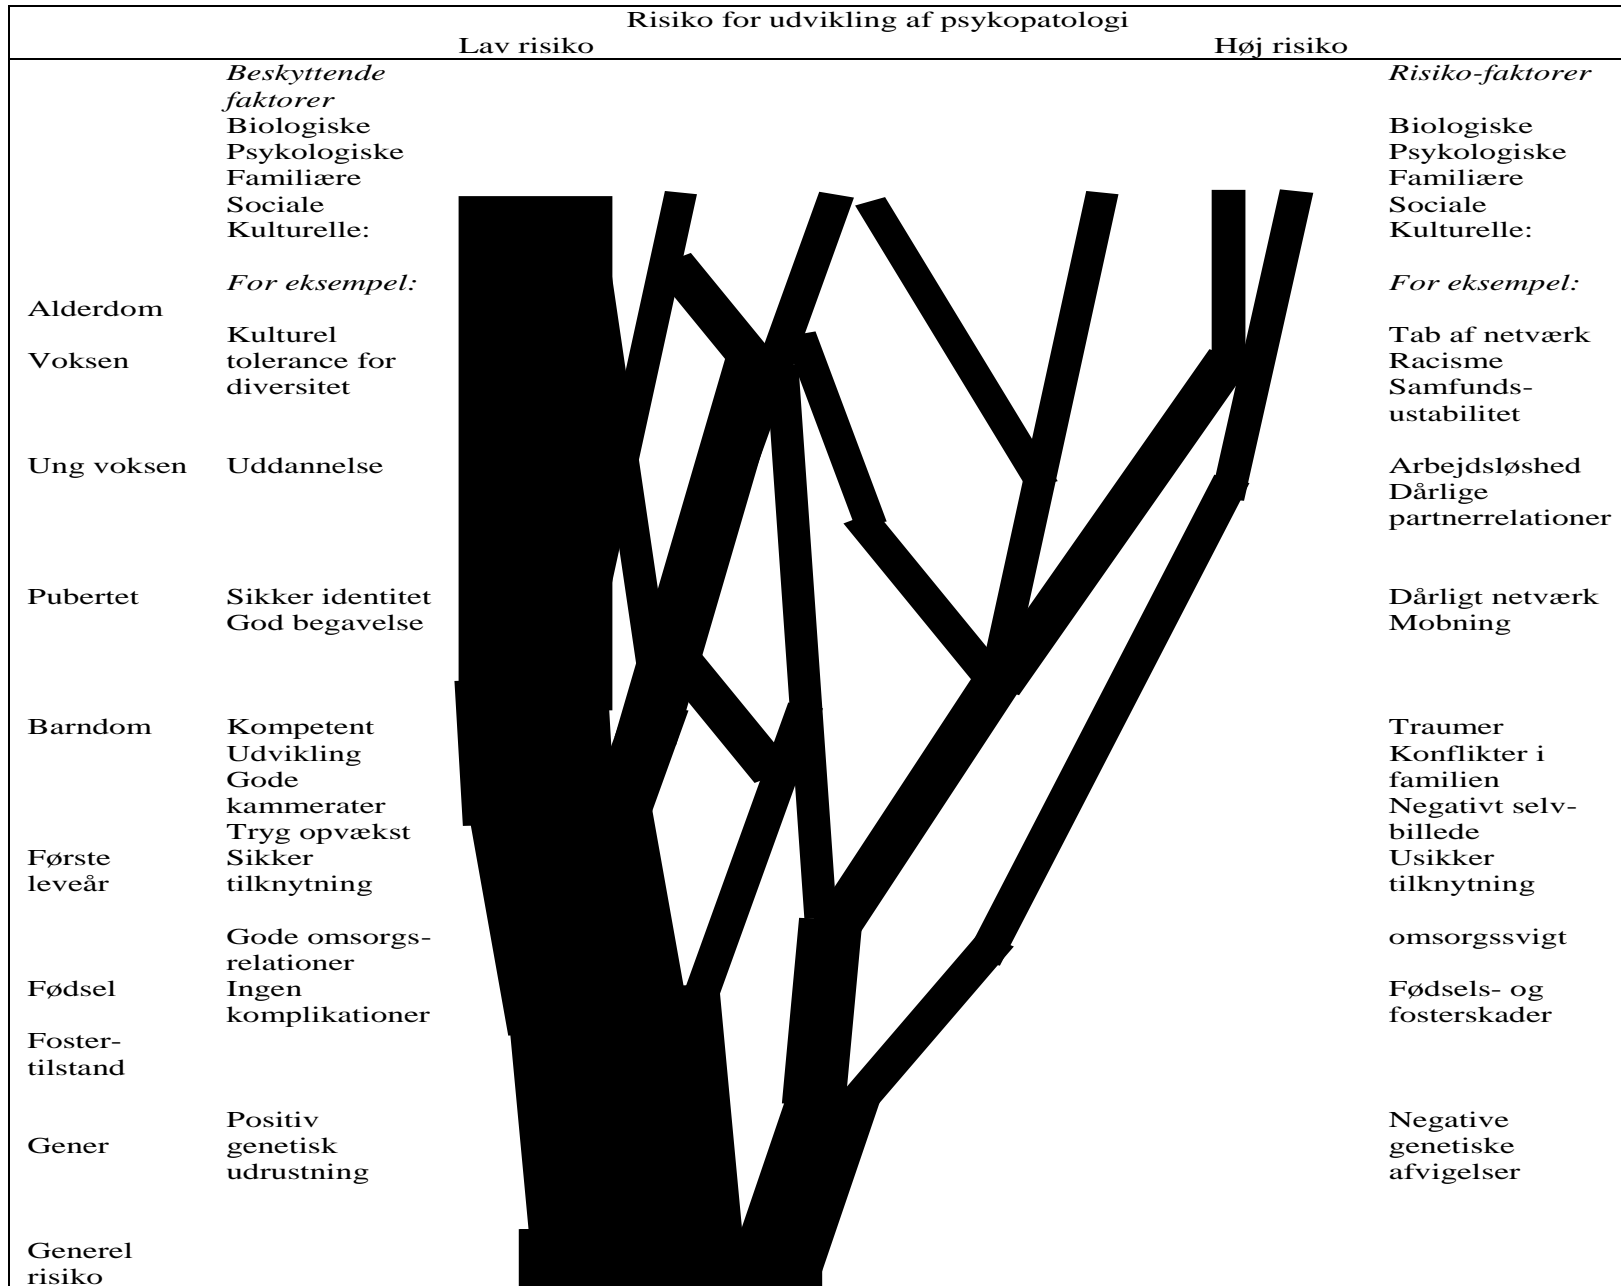 Risiko for udvikling af psykopatologi
Lav risiko Høj risiko
Beskyttende Risiko-faktorer
faktorer
Biologiske Biologiske
Psykologiske Psykologiske
Familiære Familiære
Sociale Sociale
Kulturelle: Kulturelle:
For eksempel: For eksempel:
Alderdom
Kulturel Tab af netværk
Voksen tolerance for Racisme
diversitet Samfunds-
ustabilitet
Ung voksen Uddannelse Arbejdsløshed
Dårlige
partnerrelationer
Pubertet Sikker identitet Dårligt netværk
God begavelse Mobning
Barndom Kompetent Traumer
Udvikling Konflikter i
Gode familien
kammerater Negativt selv-
Tryg opvækst billede
Første Sikker Usikker
leveår tilknytning tilknytning
Gode omsorgs- omsorgssvigt
relationer
Fødsel Ingen Fødsels- og
komplikationer fosterskader
Foster-
tilstand
Positiv Negative
Gener genetisk genetiske
udrustning afvigelser
Generel
risiko